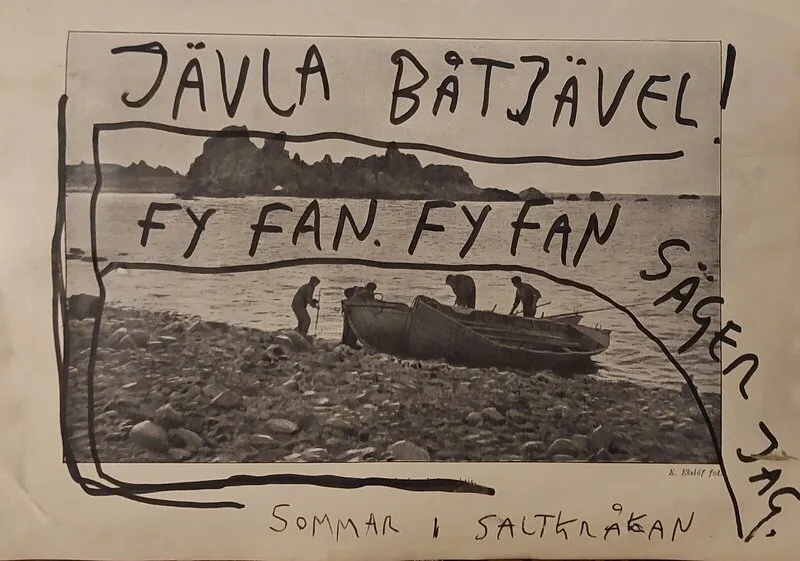 JÄVLA BÅTJÄVEL!
FY FAN. FY FAN
SÄGER JAG.
E. Ekelöf fot.
SOMMAR I SALTKRÅKAN